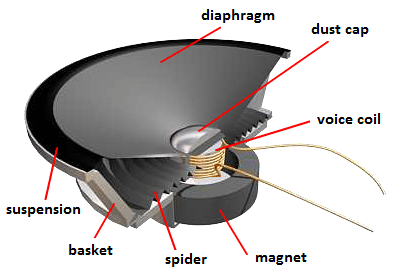 diaphragm
dust cap
voice coil
suspension
basket
spider
magnet